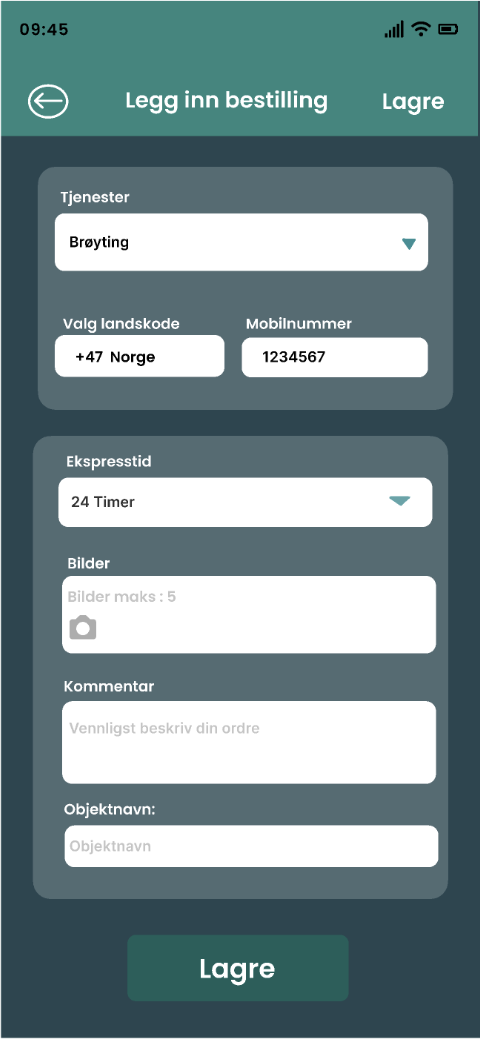 09:45
Legg inn bestilling Lagre
Tjenester
Brøyting
Valg landskode Mobilnummer
+47 Norge 1234567
Ekspresstid
24 Timer
Bilder
Bilder maks : 5
Kommentar
Vennligst beskriv din ordre
Objektnavn:
Objektnavn
Lagre